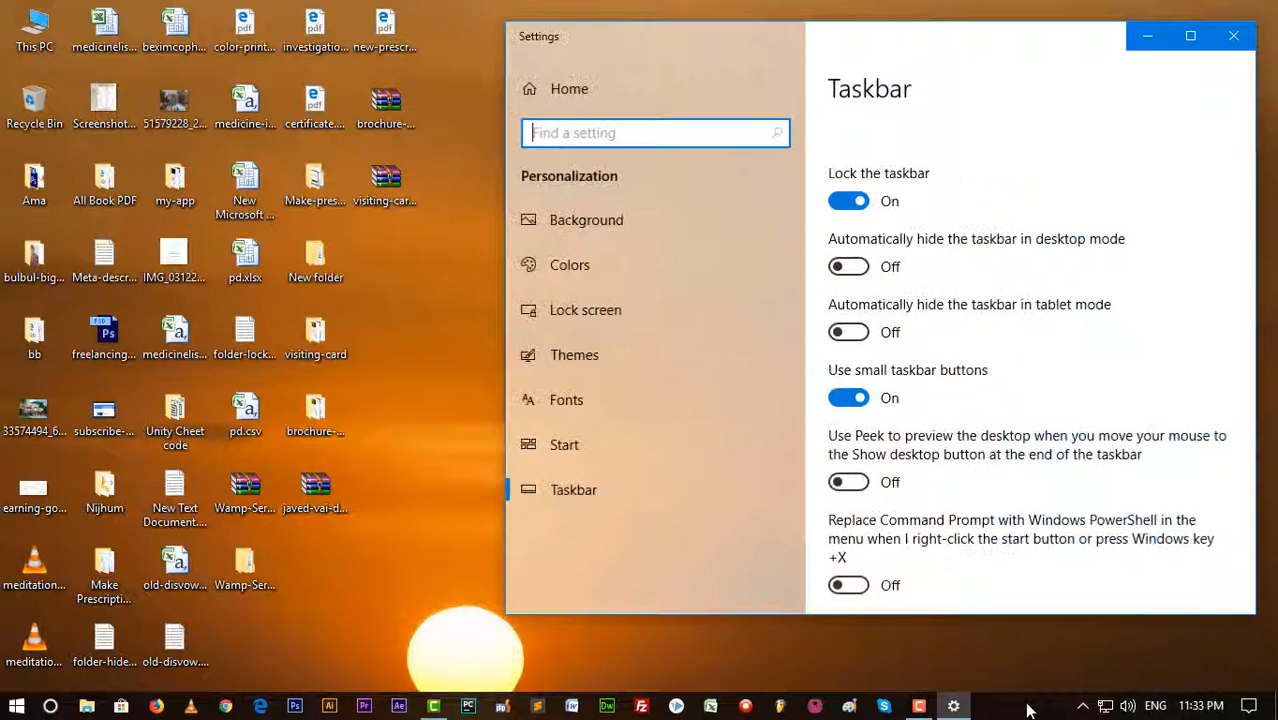 This PC
medicinelis...
beximcoph...
color-print...
investigation...
new-prescr...
Recycle Bin
Screenshot...
51579228_2...
medicine-i...
certificate....
brochure-...
Ama
All Book PDF
my-app
New
Microsoft ...
Make-pres...
visiting-car...
bulbul-big...
Meta-descr...
IMG_03122...
pd.xlsx
New folder
bb
freelancing...
medicinelis...
folder-lock...
visiting-card
33574494_6...
subscribe-...
Unity Cheet
code
pd.csv
brochure-...
earning-go...
Nijhum
New Text
Document....
Wamp-Ser...
javed-vai-d...
meditation...
Make
Prescripti...
old-disvow...
Wamp-Ser...
meditatio...
folder-hide...
old-disvow....
Settings
Home
Find a setting
Personalization
Background
Colors
Lock screen
Themes
Fonts
Start
Taskbar
Taskbar
Lock the taskbar
On
Automatically hide the taskbar in desktop mode
Off
Automatically hide the taskbar in tablet mode
Off
Use small taskbar buttons
On
Use Peek to preview the desktop when you move your mouse to
the Show desktop button at the end of the taskbar
Off
Replace Command Prompt with Windows PowerShell in the
menu when I right-click the start button or press Windows key
+X
Off
ENG
11:33 PM